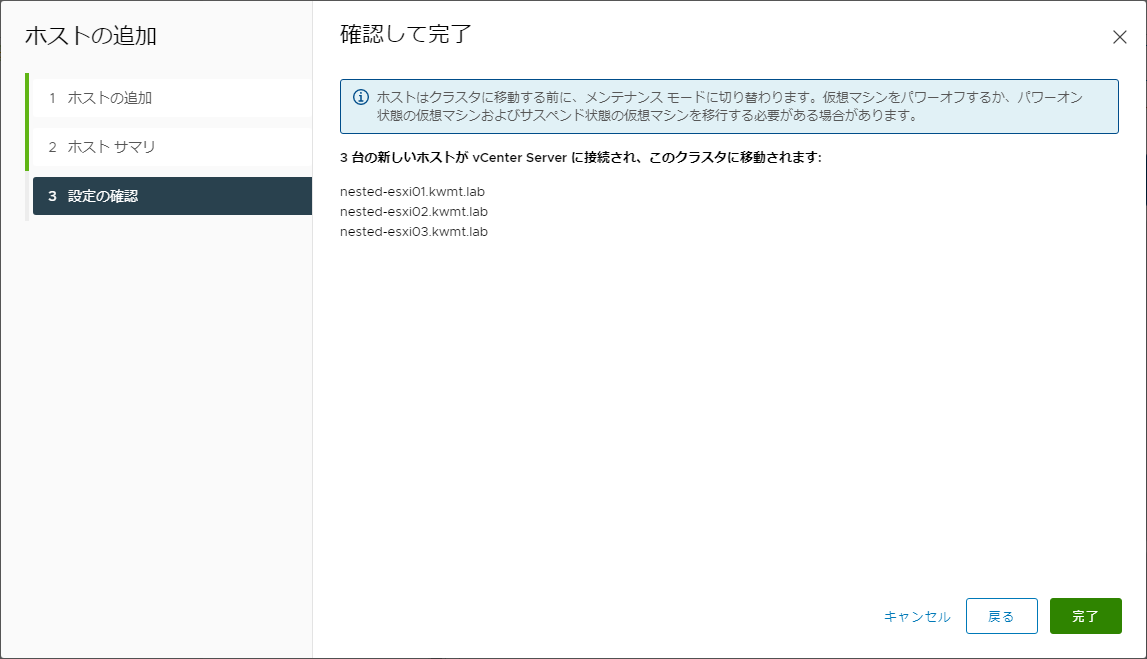 ホストの追加
1 ホストの追加
2 ホスト サマリ
3 設定の確認
確認して完了
ホストはクラスタに移動する前に、メンテナンス モードに切り替わります。仮想マシンをパワーオフするか、パワーオン
状態の仮想マシンおよびサスペンド状態の仮想マシンを移行する必要がある場合があります。
3 台の新しいホストが vCenter Server に接続され、このクラスタに移動されます:
nested-esxi01.kwmt.lab
nested-esxi02.kwmt.lab
nested-esxi03.kwmt.lab
キャンセル 戻る 完了